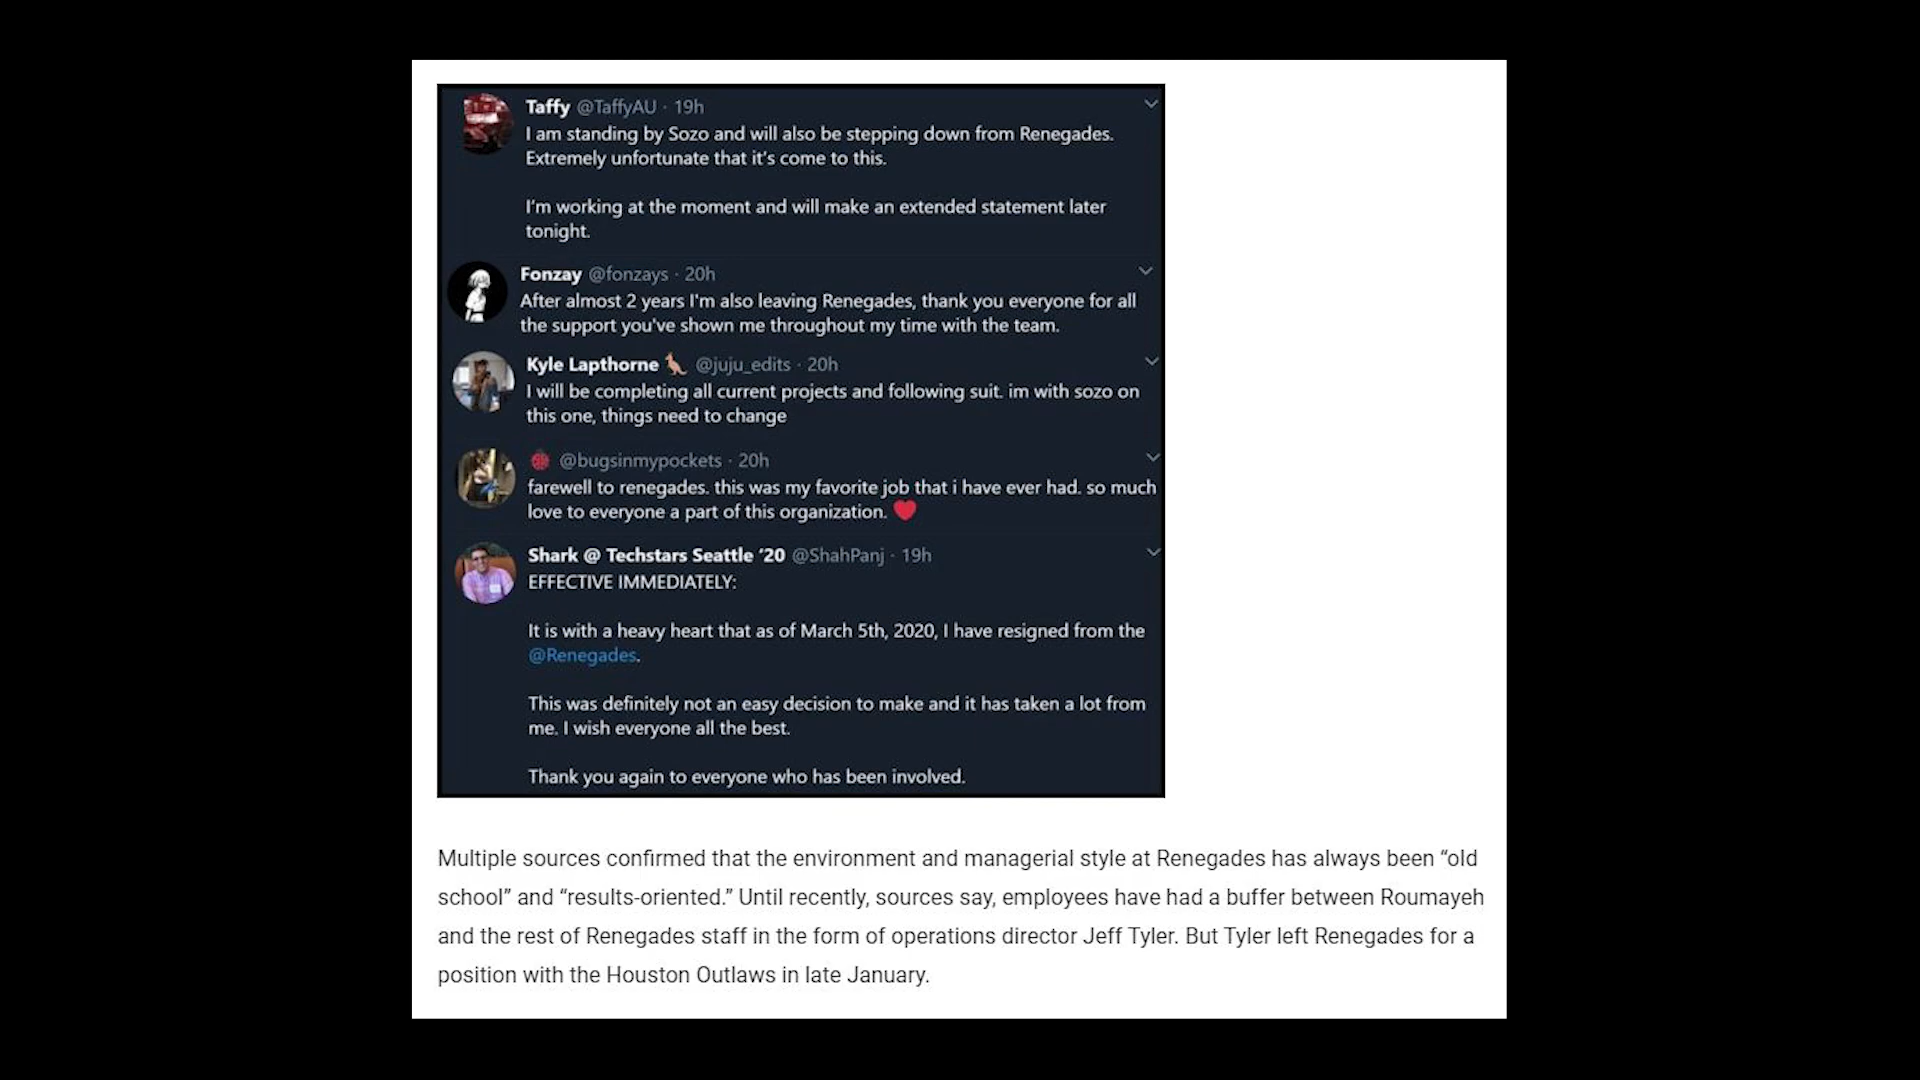 Taffy @TaffyAU · 19h
I am standing by Sozo and will also be stepping down from Renegades.
Extremely unfortunate that it's come to this.
I'm working at the moment and will make an extended statement later
tonight.
Fonzay @fonzays · 20h
After almost 2 years I'm also leaving Renegades, thank you everyone for all
the support you've shown me throughout my time with the team.
Kyle Lapthorne 🦘 @juju_edits · 20h
I will be completing all current projects and following suit. im with sozo on
this one, things need to change
🐞 @bugsinmypockets · 20h
farewell to renegades. this was my favorite job that i have ever had. so much
love to everyone a part of this organization. ❤️
Shark @ Techstars Seattle '20 @ShahPanj · 19h
EFFECTIVE IMMEDIATELY:
It is with a heavy heart that as of March 5th, 2020, I have resigned from the
@Renegades.
This was definitely not an easy decision to make and it has taken a lot from
me. I wish everyone all the best.
Thank you again to everyone who has been involved.
Multiple sources confirmed that the environment and managerial style at Renegades has always been “old
school” and “results-oriented.” Until recently, sources say, employees have had a buffer between Roumayeh
and the rest of Renegades staff in the form of operations director Jeff Tyler. But Tyler left Renegades for a
position with the Houston Outlaws in late January.